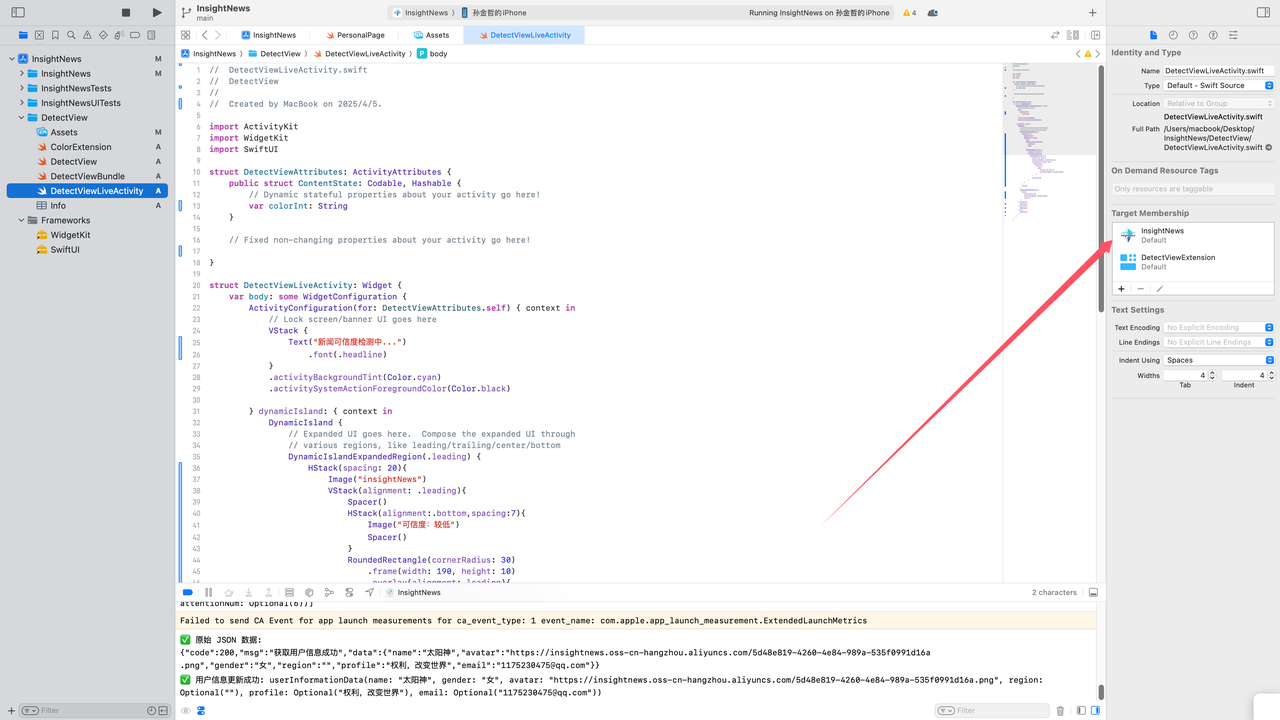 InsightNews
main
InsightNews
孙金哲的iPhone
Running InsightNews on 孙金哲的iPhone
4
InsightNews
PersonalPage
Assets
DetectViewLiveActivity
InsightNews
DetectView
DetectViewLiveActivity
body
InsightNews M
InsightNews M
InsightNewsTests
InsightNewsUITests
DetectView
Assets M
ColorExtension A
DetectView A
DetectViewBundle A
DetectViewLiveActivity A
Info A
Frameworks
WidgetKit
SwiftUI
Filter
1 // DetectViewLiveActivity.swift
2 // DetectView
3 //
4 // Created by MacBook on 2025/4/5.
5
6 import ActivityKit
7 import WidgetKit
8 import SwiftUI
9
10 struct DetectViewAttributes: ActivityAttributes {
11 public struct ContentState: Codable, Hashable {
12 // Dynamic stateful properties about your activity go here!
13 var colorInt: String
14 }
15
16 // Fixed non-changing properties about your activity go here!
17
18 }
19
20 struct DetectViewLiveActivity: Widget {
21 var body: some WidgetConfiguration {
22 ActivityConfiguration(for: DetectViewAttributes.self) { context in
23 // Lock screen/banner UI goes here
24 VStack {
25 Text("新闻可信度检测中...")
26 .font(.headline)
27 }
28 .activityBackgroundTint(Color.cyan)
29 .activitySystemActionForegroundColor(Color.black)
30
31 } dynamicIsland: { context in
32 DynamicIsland {
33 // Expanded UI goes here. Compose the expanded UI through
34 // various regions, like leading/trailing/center/bottom
35 DynamicIslandExpandedRegion(.leading) {
36 HStack(spacing: 20){
37 Image("insightNews")
38 VStack(alignment: .leading){
39 Spacer()
40 HStack(alignment:.bottom,spacing:7){
41 Image("可信度：较低")
42 Spacer()
43 }
44 RoundedRectangle(cornerRadius: 30)
45 .frame(width: 190, height: 10)
46 .overlay(alignment: leading){
InsightNews
2 characters
attentionNum: Optional(6))]
Failed to send CA Event for app launch measurements for ca_event_type: 1 event_name: com.apple.app_launch_measurement.ExtendedLaunchMetrics
✅ 原始 JSON 数据:
{"code":200,"msg":"获取用户信息成功","data":{"name":"太阳神","avatar":"https://insightnews.oss-cn-hangzhou.aliyuncs.com/5d48e819-4260-4e84-989a-535f0991d16a
.png","gender":"女","region":"","profile":"权利，改变世界","email":"1175230475@qq.com"}}
✅ 用户信息更新成功: userInformationData(name: "太阳神", gender: "女", avatar: "https://insightnews.oss-cn-hangzhou.aliyuncs.com/5d48e819-4260-4e84-989a-535f0991d16a.png", region:
Optional(""), profile: Optional("权利，改变世界"), email: Optional("1175230475@qq.com"))
Filter
Identity and Type
Name DetectViewLiveActivity.swift
Type Default - Swift Source
Location Relative to Group
DetectViewLiveActivity.swift
Full Path /Users/macbook/Desktop/
InsightNews/DetectView/
DetectViewLiveActivity.swift
On Demand Resource Tags
Only resources are taggable
Target Membership
InsightNews
Default
DetectViewExtension
Default
Text Settings
Text Encoding No Explicit Encoding
Line Endings No Explicit Line Endings
Indent Using Spaces
Widths 4 4
Tab Indent